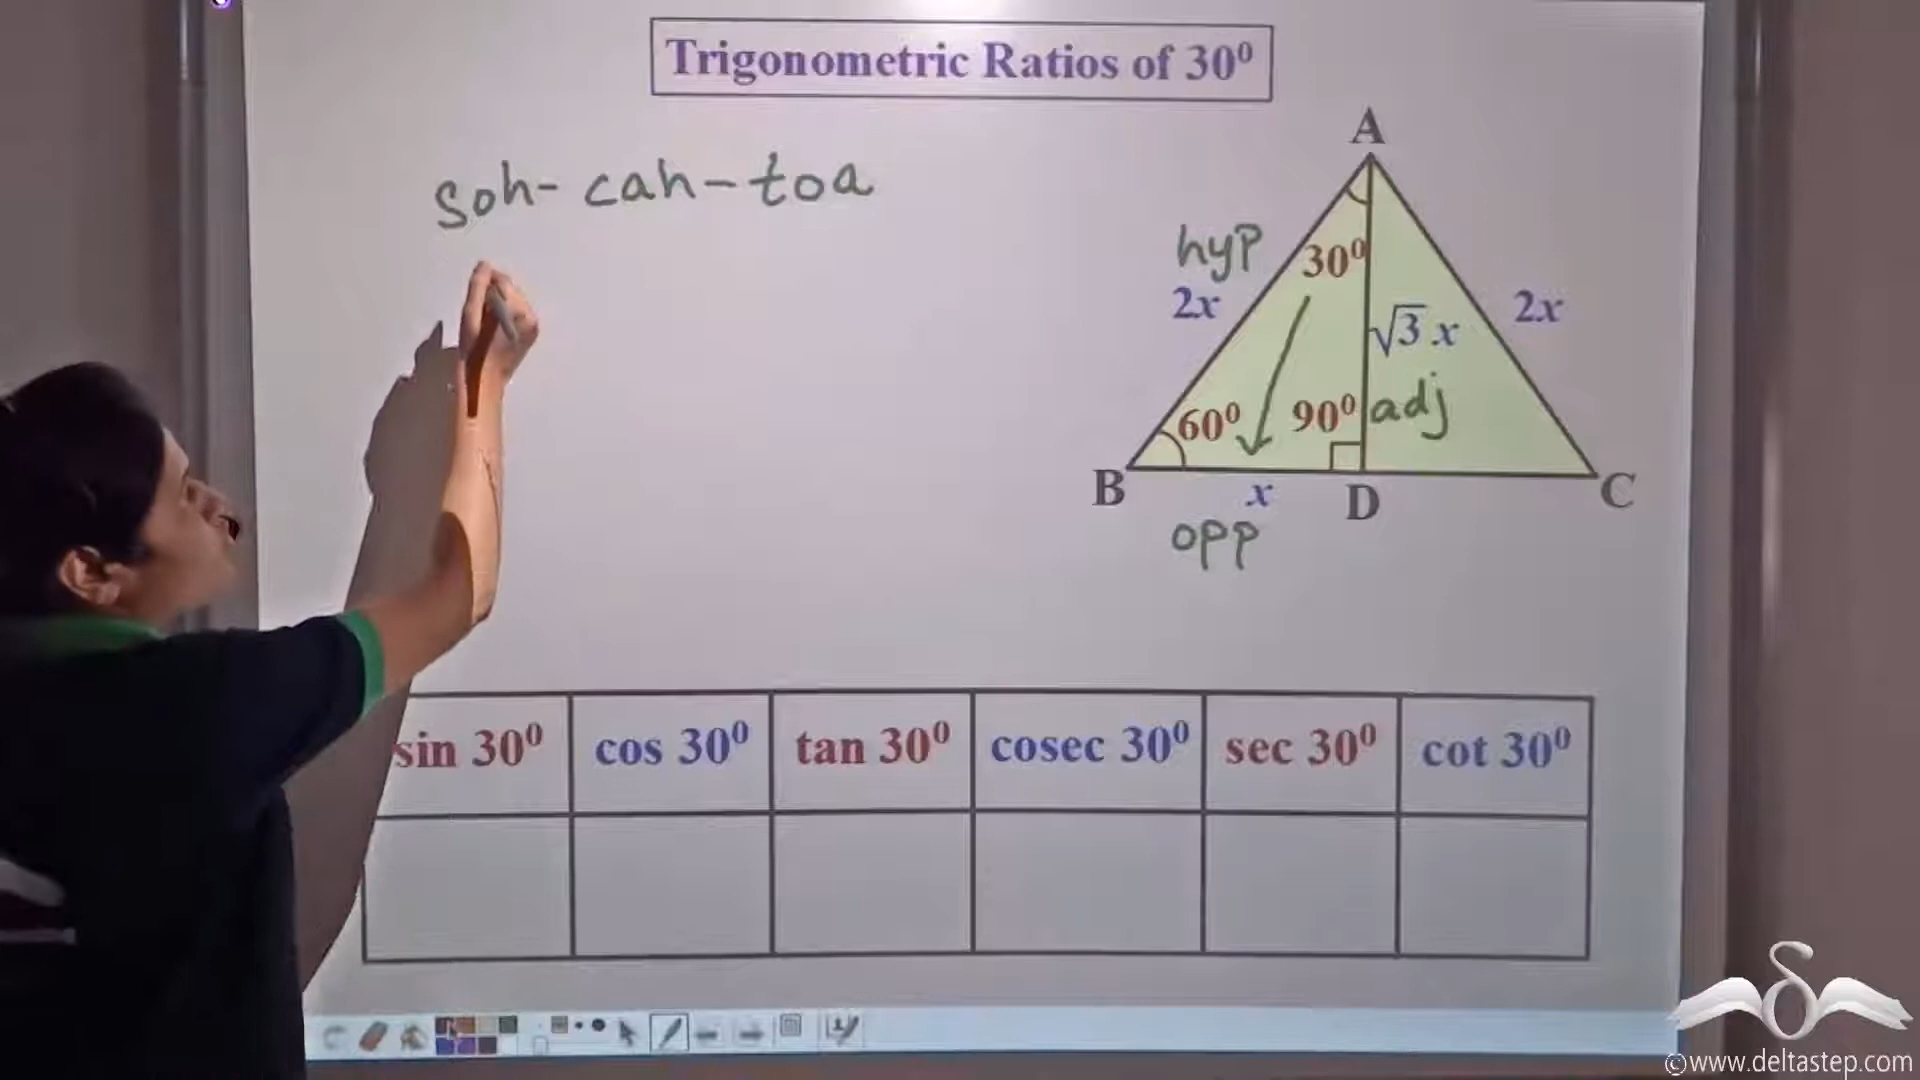 Trigonometric Ratios of 30⁰
soh- cah-toa
A
hyp
30⁰
2x
√3 x
2x
60⁰
90⁰
adj
B
x
D
C
opp
sin 30⁰ cos 30⁰ tan 30⁰ cosec 30⁰ sec 30⁰ cot 30⁰
©www.deltastep.com